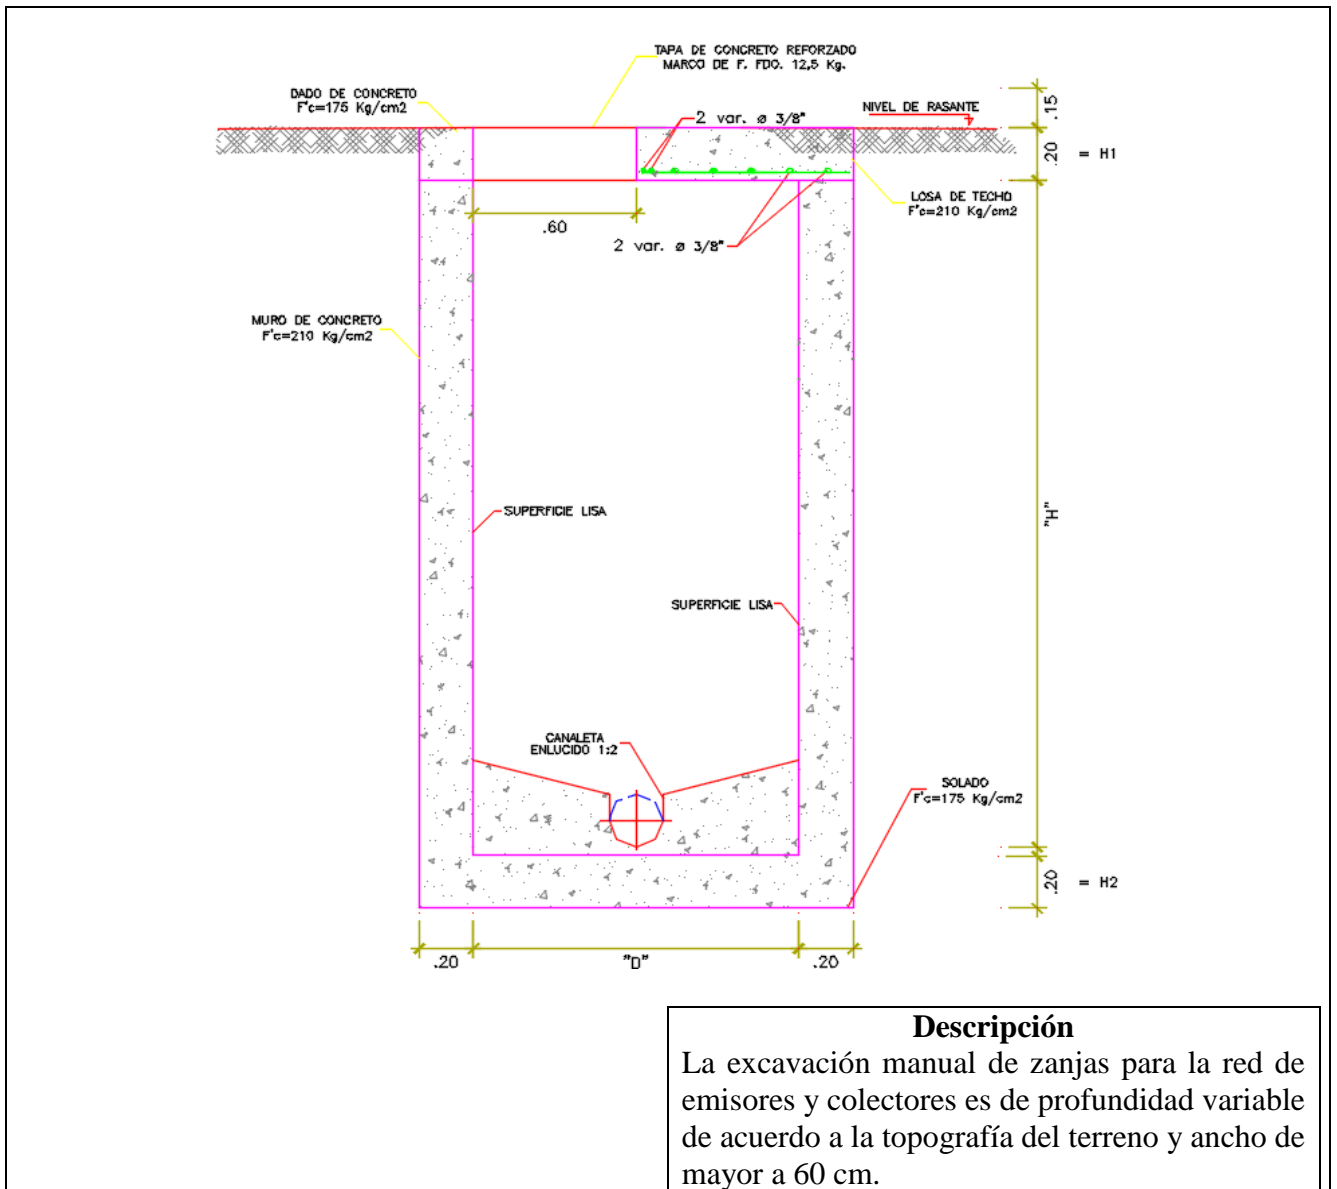 TAPA DE CONCRETO REFORZADO
MARCO DE F. FDO. 12,5 Kg.
DADO DE CONCRETO
F'c=175 Kg/cm2
2 var. ø 3/8"
NIVEL DE RASANTE
.15
.20 = H1
LOSA DE TECHO
F'c=210 Kg/cm2
.60
2 var. ø 3/8"
MURO DE CONCRETO
F'c=210 Kg/cm2
SUPERFICIE LISA
"H"
SUPERFICIE LISA
CANALETA
ENLUCIDO 1:2
SOLADO
F'c=175 Kg/cm2
.20 = H2
.20
"D"
.20
Descripción
La excavación manual de zanjas para la red de
emisores y colectores es de profundidad variable
de acuerdo a la topografía del terreno y ancho de
mayor a 60 cm.